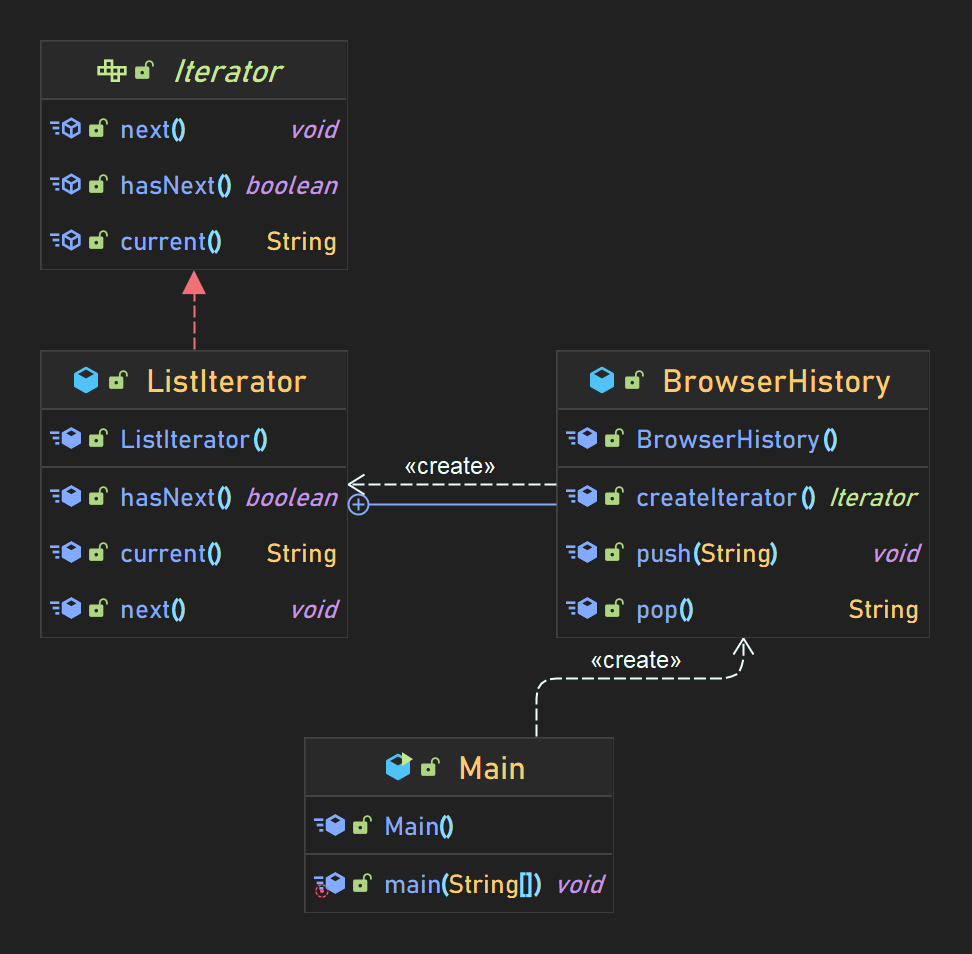 Iterator
next() void
hasNext() boolean
current() String
ListIterator
ListIterator()
hasNext() boolean
current() String
next() void
«create»
BrowserHistory
BrowserHistory()
createIterator() Iterator
push(String) void
pop() String
«create»
Main
Main()
main(String[]) void